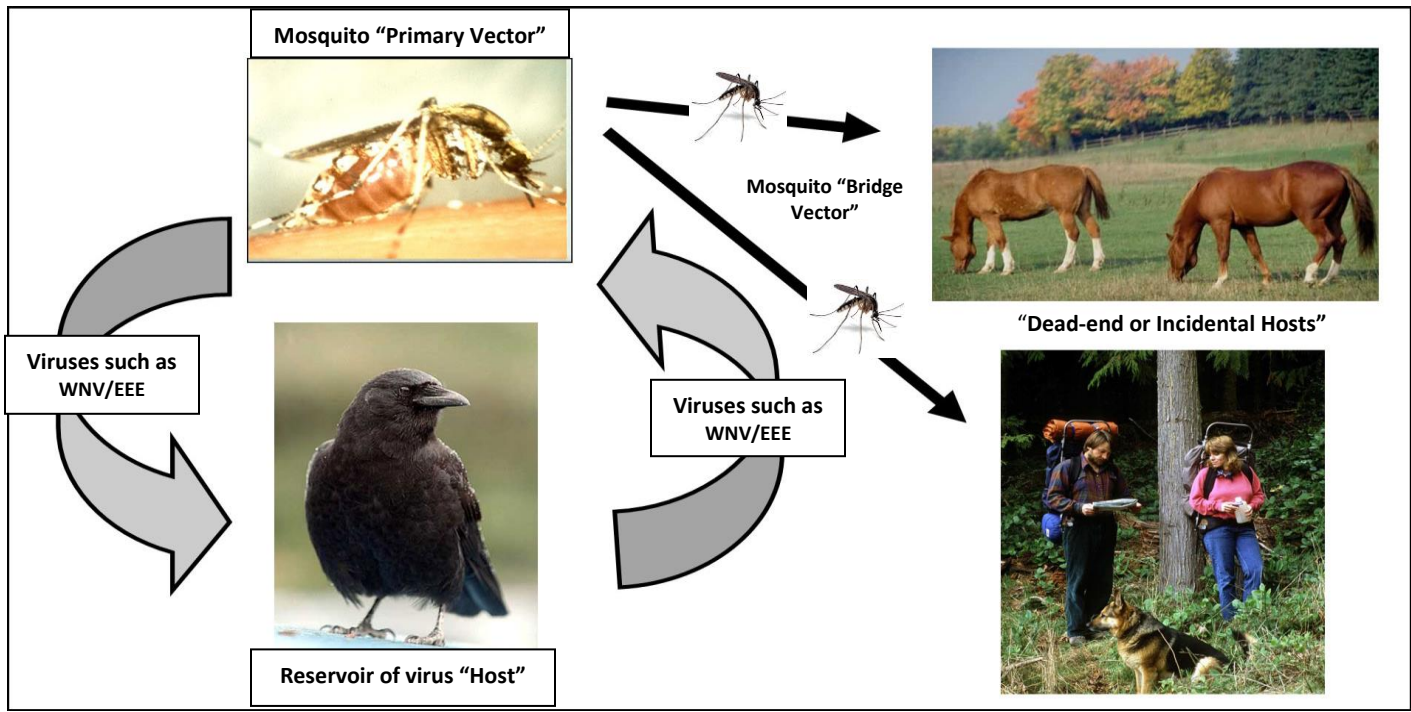 Mosquito “Primary Vector”
Mosquito “Bridge
Vector”
“Dead-end or Incidental Hosts”
Viruses such as
WNV/EEE
Viruses such as
WNV/EEE
Reservoir of virus “Host”